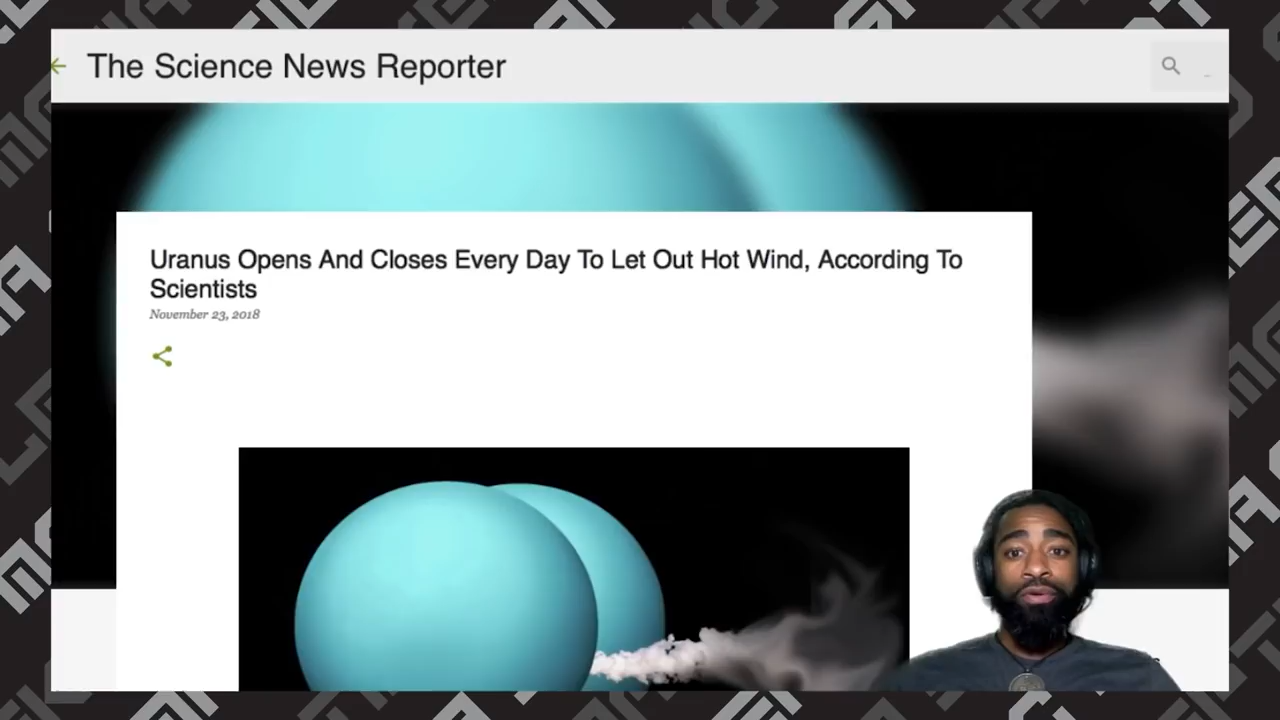 The Science News Reporter
Uranus Opens And Closes Every Day To Let Out Hot Wind, According To
Scientists
November 23, 2018